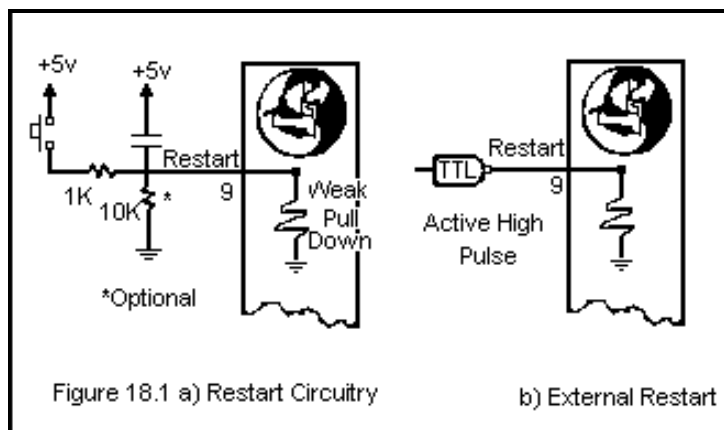 +5v
+5v
Restart
1K
10K
*
9
Weak
Pull
Down
*Optional
Figure 18.1 a) Restart Circuitry
TTL
Restart
9
Active High
Pulse
b) External Restart